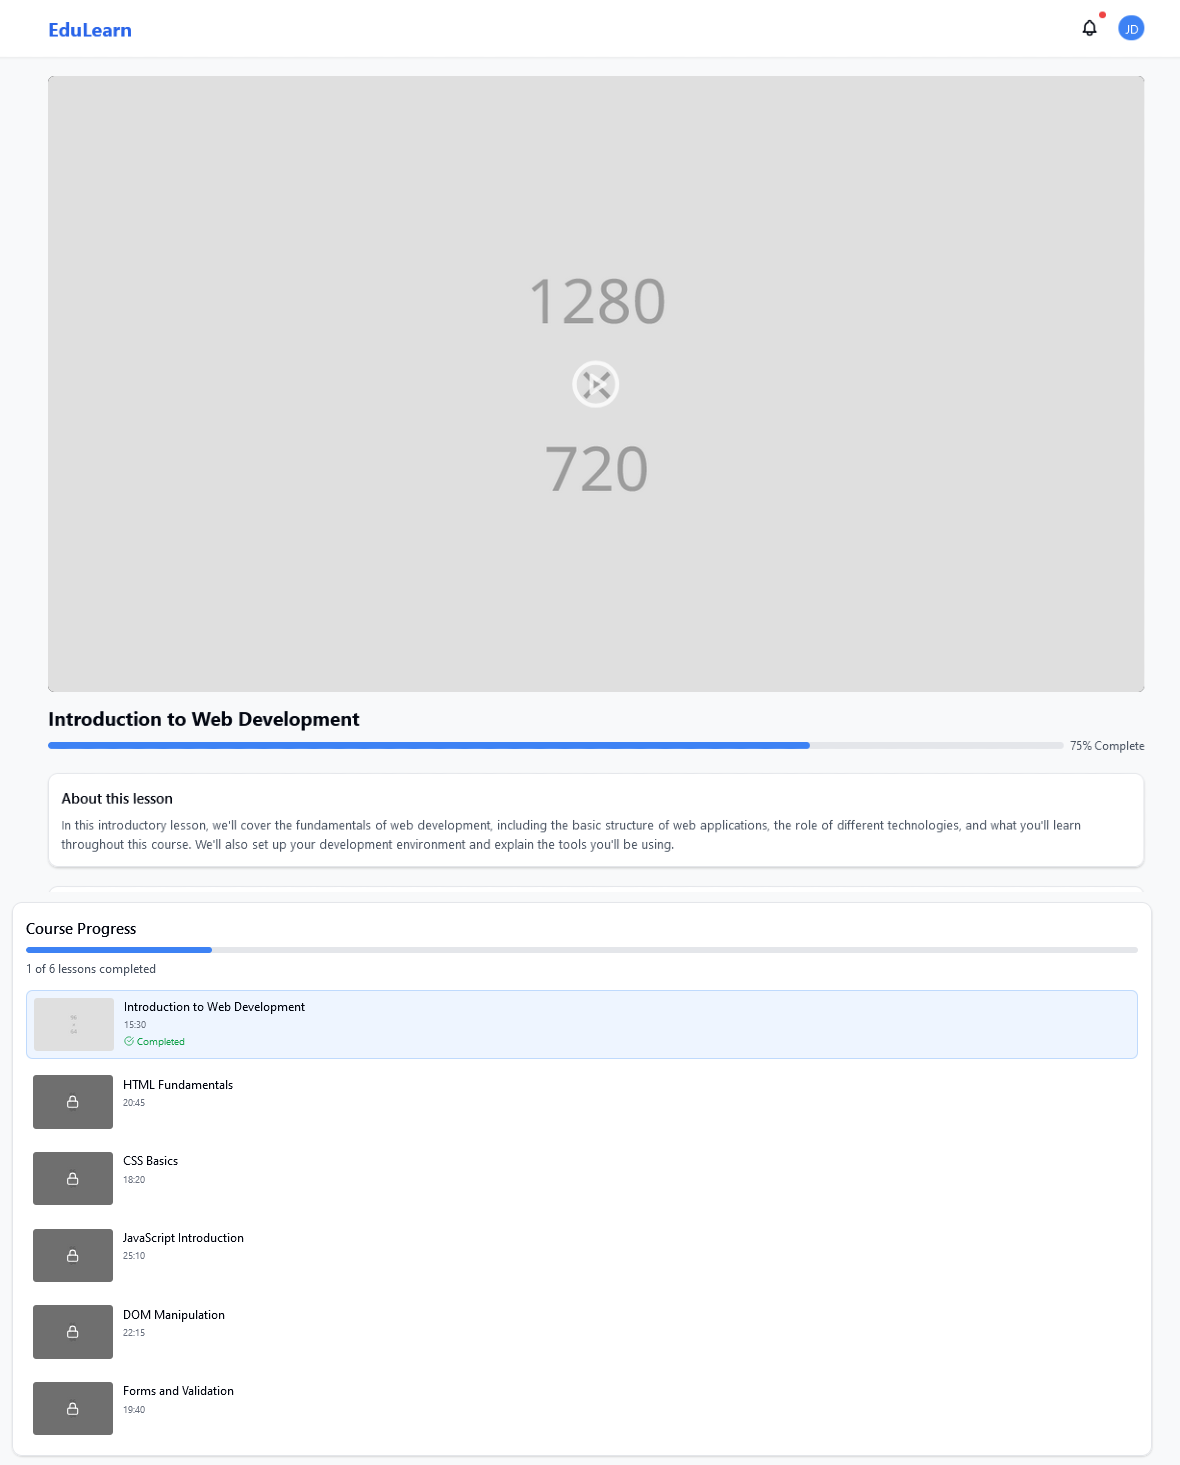 EduLearn
JD
1280
720
Introduction to Web Development
75% Complete
About this lesson
In this introductory lesson, we'll cover the fundamentals of web development, including the basic structure of web applications, the role of different technologies, and what you'll learn
throughout this course. We'll also set up your development environment and explain the tools you'll be using.
Course Progress
1 of 6 lessons completed
Introduction to Web Development
15:30
Completed
HTML Fundamentals
20:45
CSS Basics
18:20
JavaScript Introduction
25:10
DOM Manipulation
22:15
Forms and Validation
19:40